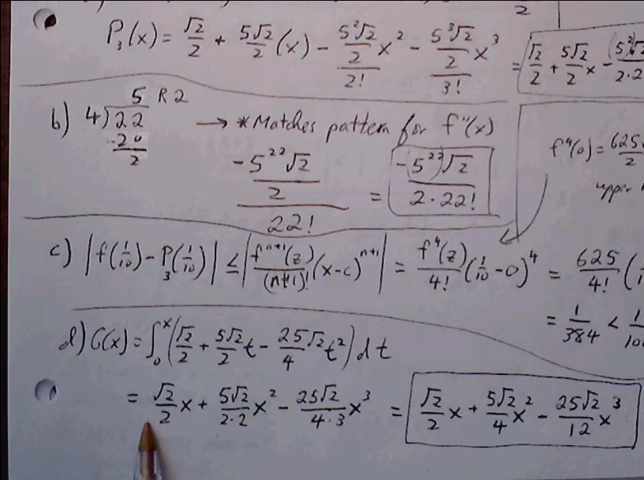 P₃(x) = √2/2 + 5√2/2 (x) − (5²√2/2)/2! x² − (5³√2/2)/3! x³ = √2/2 + 5√2/2 x −
b) 4)22 5 R2
-20
2
→ *Matches pattern for f''(x)
(−5²²√2/2)/22! = −5²²√2/(2·22!)
f⁴(0) = 625
upper
c) |f(1/10) − P₃(1/10)| ≤ |fⁿ⁺¹(z)/(n+1)! (x−c)ⁿ⁺¹| = f⁴(z)/4! (1/10 − 0)⁴ = 625/4!
= 1/384 <
d) G(x) = ∫₀ˣ (√2/2 + 5√2/2 t − 25/4 √2 t²) dt
= √2/2 x + 5√2/(2·2) x² − 25√2/(4·3) x³ = √2/2 x + 5√2/4 x² − 25√2/12 x³